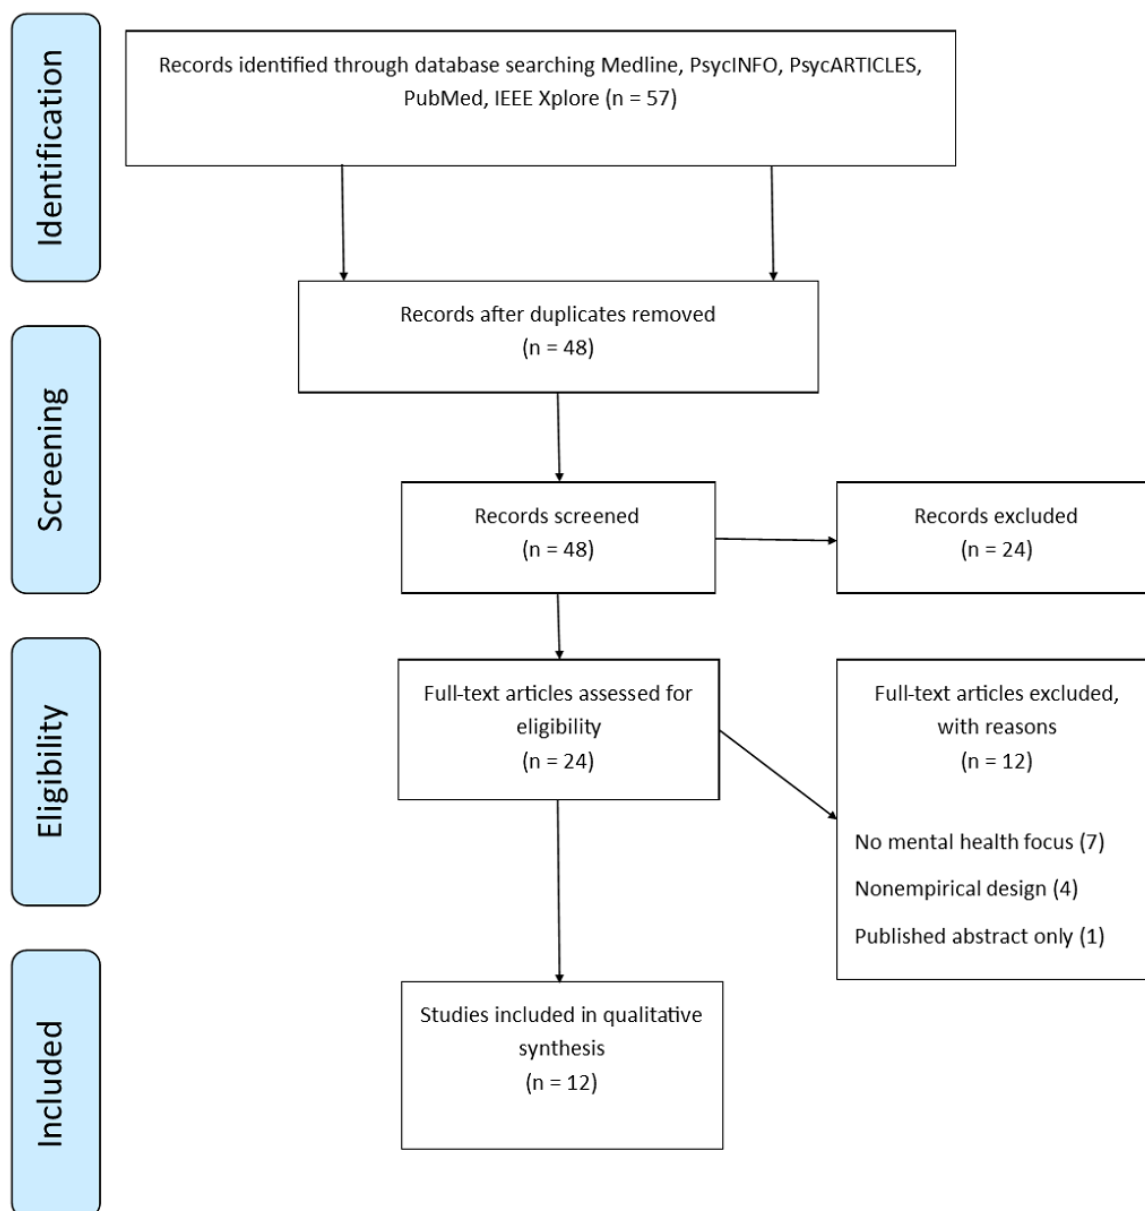 Identification
Records identified through database searching Medline, PsycINFO, PsycARTICLES,
PubMed, IEEE Xplore (n = 57)
Records after duplicates removed
(n = 48)
Screening
Records screened
(n = 48)
Records excluded
(n = 24)
Eligibility
Full-text articles assessed for
eligibility
(n = 24)
Full-text articles excluded,
with reasons
(n = 12)
No mental health focus (7)
Nonempirical design (4)
Published abstract only (1)
Included
Studies included in qualitative
synthesis
(n = 12)